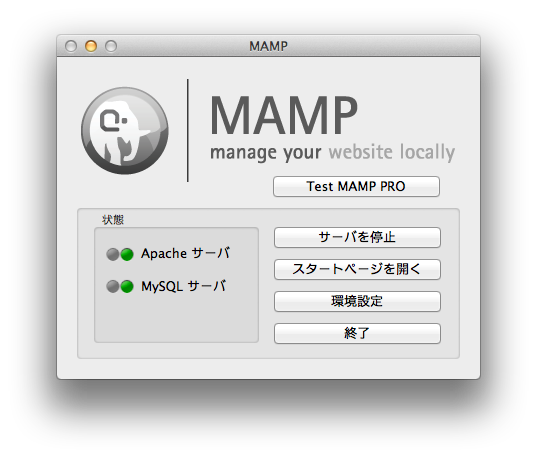 MAMP
MAMP
manage your website locally
Test MAMP PRO
状態
Apache サーバ
MySQL サーバ
サーバを停止
スタートページを開く
環境設定
終了